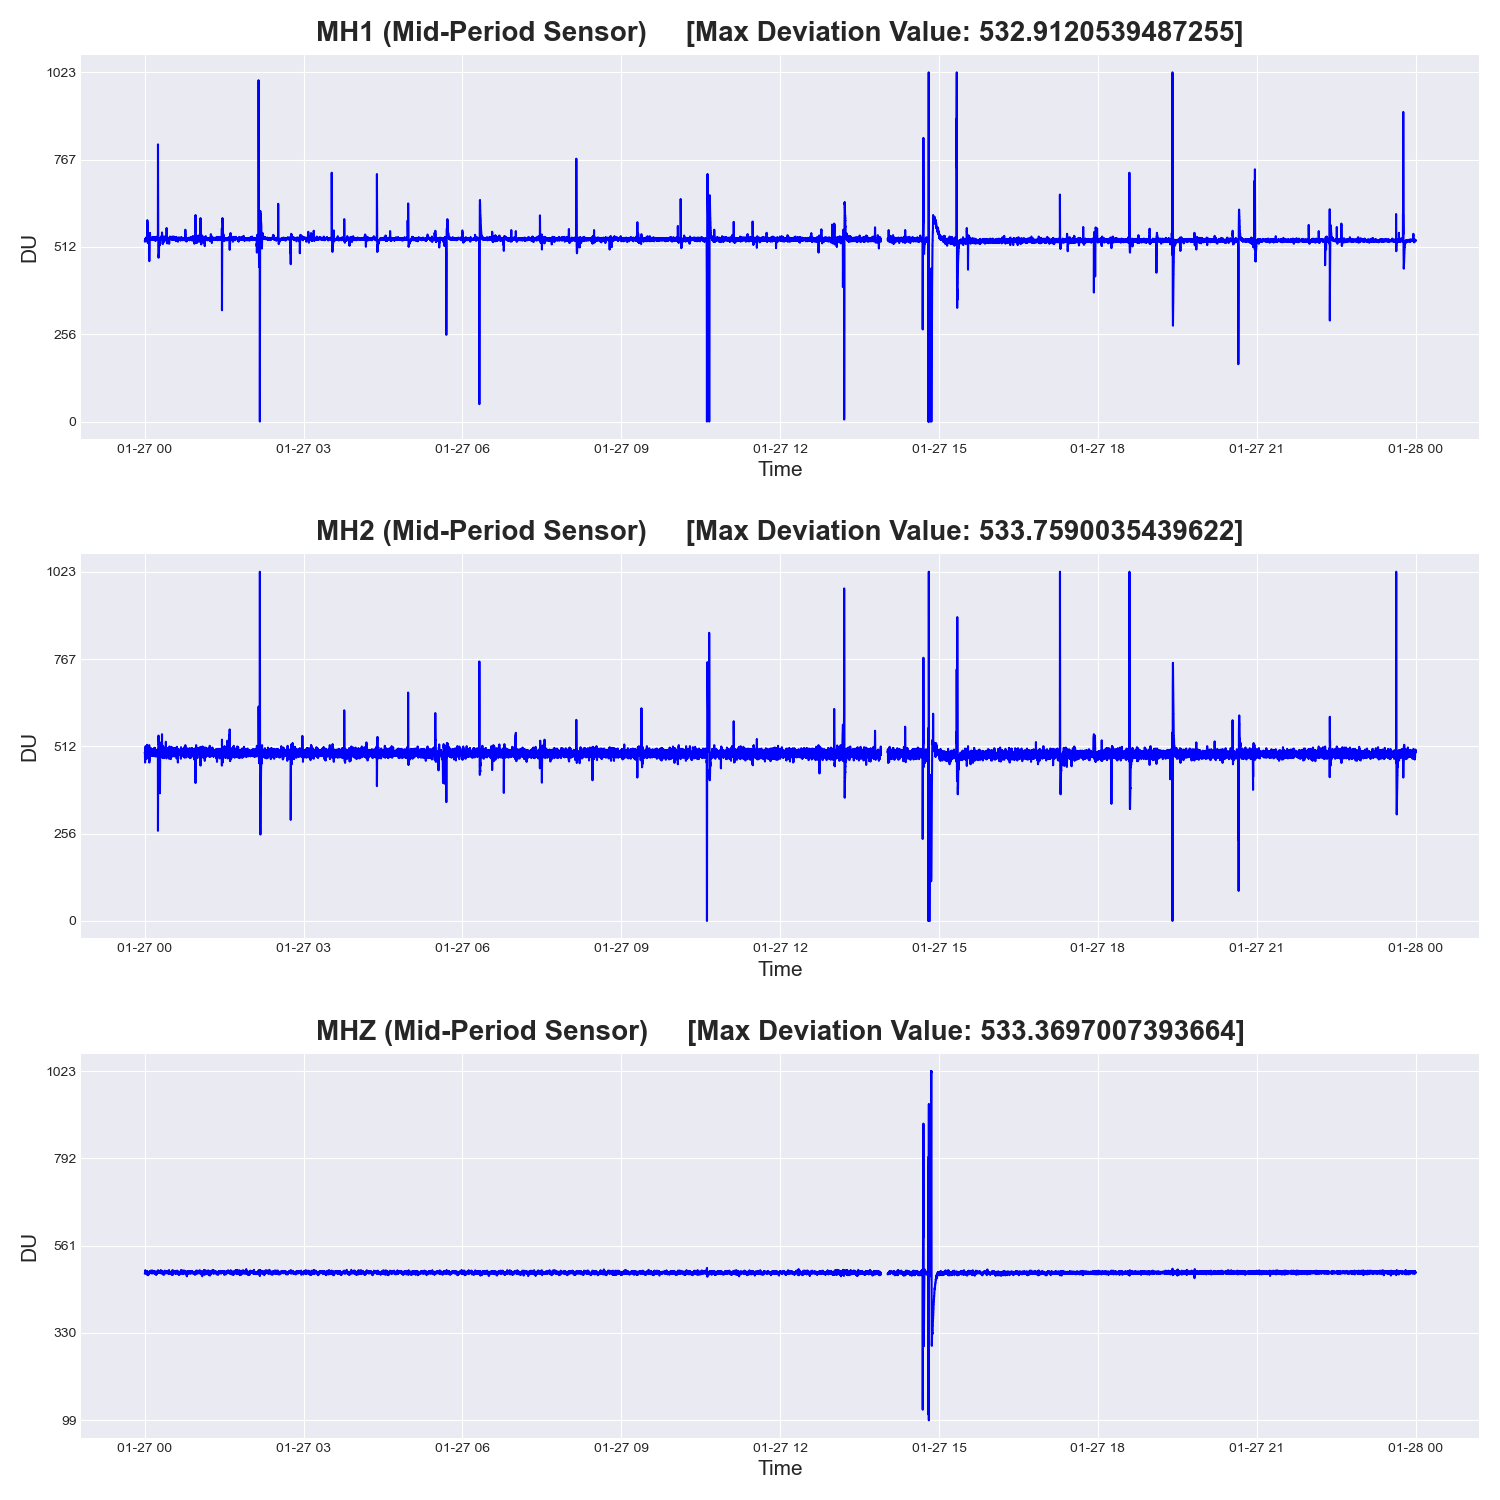 MH1 (Mid-Period Sensor) [Max Deviation Value: 532.9120539487255]
1023
767
512
256
0
DU
01-27 00 01-27 03 01-27 06 01-27 09 01-27 12 01-27 15 01-27 18 01-27 21 01-28 00
Time
MH2 (Mid-Period Sensor) [Max Deviation Value: 533.7590035439622]
1023
767
512
256
0
DU
01-27 00 01-27 03 01-27 06 01-27 09 01-27 12 01-27 15 01-27 18 01-27 21 01-28 00
Time
MHZ (Mid-Period Sensor) [Max Deviation Value: 533.3697007393664]
1023
792
561
330
99
DU
01-27 00 01-27 03 01-27 06 01-27 09 01-27 12 01-27 15 01-27 18 01-27 21 01-28 00
Time